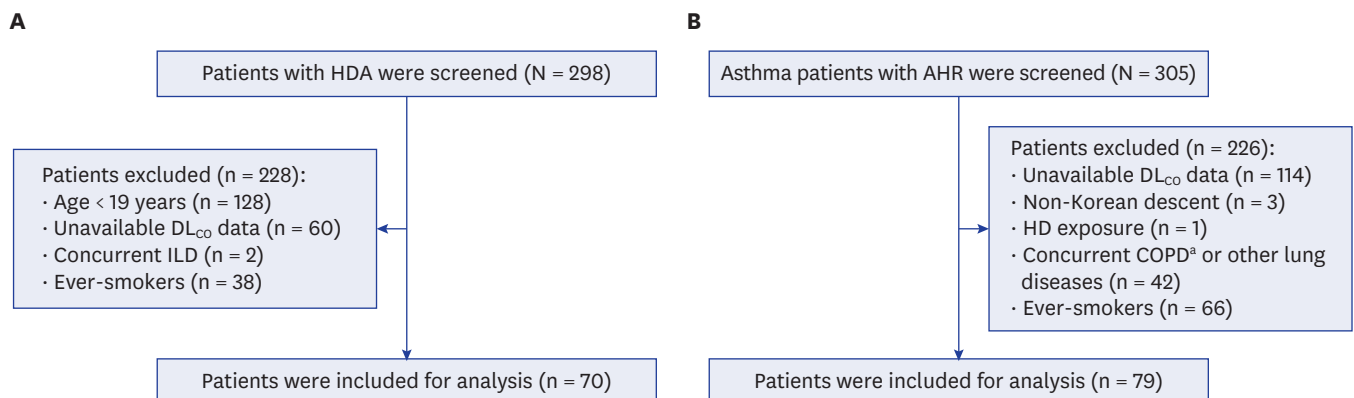 A
Patients with HDA were screened (N = 298)
Patients excluded (n = 228):
· Age < 19 years (n = 128)
· Unavailable DLCO data (n = 60)
· Concurrent ILD (n = 2)
· Ever-smokers (n = 38)
Patients were included for analysis (n = 70)
B
Asthma patients with AHR were screened (N = 305)
Patients excluded (n = 226):
· Unavailable DLCO data (n = 114)
· Non-Korean descent (n = 3)
· HD exposure (n = 1)
· Concurrent COPDᵃ or other lung
diseases (n = 42)
· Ever-smokers (n = 66)
Patients were included for analysis (n = 79)